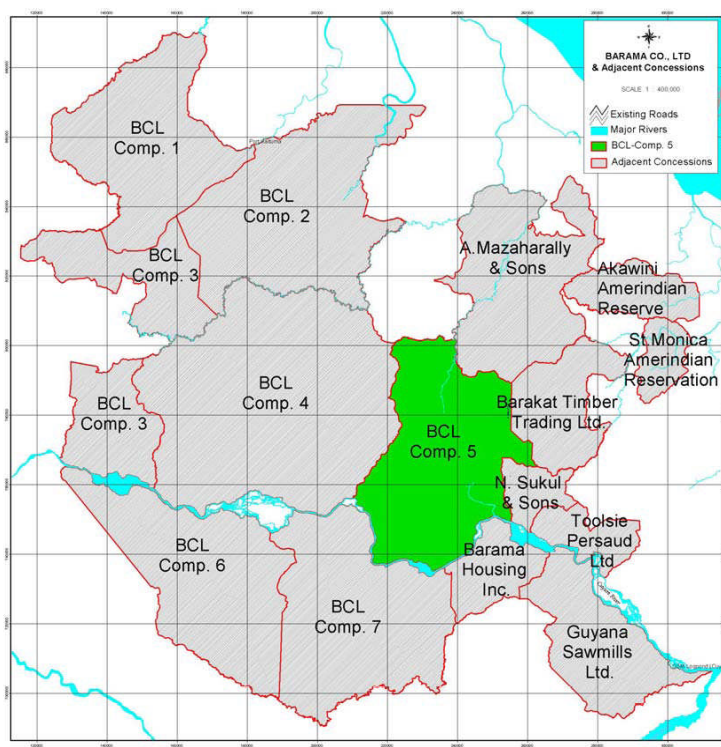 BARAMA CO., LTD
& Adjacent Concessions
SCALE 1 : 400,000
Existing Roads
Major Rivers
BCL-Comp. 5
Adjacent Concessions
BCL
Comp. 1
BCL
Comp. 2
BCL
Comp. 3
A.Mazaharally
& Sons
Akawini
Amerindian
Reserve
St.Monica
Amerindian
Reservation
BCL
Comp. 4
BCL
Comp. 3
Barakat Timber
Trading Ltd.
BCL
Comp. 5
N. Sukul
& Sons
Toolsie
Persaud
Ltd
Barama
Housing
Inc.
BCL
Comp. 6
BCL
Comp. 7
Guyana
Sawmills
Ltd.